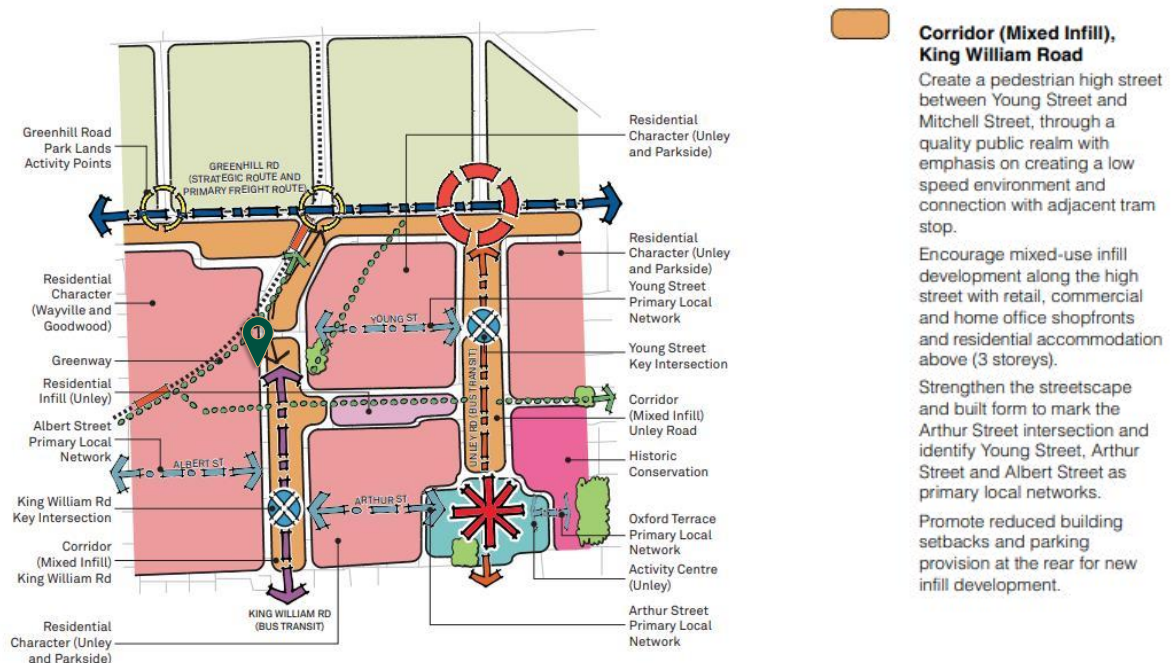 Greenhill Road
Park Lands
Activity Points
Residential
Character
(Wayville and
Goodwood)
Greenway
Residential
Infill (Unley)
Albert Street
Primary Local
Network
King William Rd
Key Intersection
Corridor
(Mixed Infill)
King William Rd
Residential
Character (Unley
and Parkside)
GREENHILL RD
(STRATEGIC ROUTE AND
PRIMARY FREIGHT ROUTE)
YOUNG ST
ALBERT ST
ARTHUR ST
UNLEY RD (BUS TRANSIT)
KING WILLIAM RD
(BUS TRANSIT)
Residential
Character (Unley
and Parkside)
Residential
Character (Unley
and Parkside)
Young Street
Primary Local
Network
Young Street
Key Intersection
Corridor
(Mixed Infill)
Unley Road
Historic
Conservation
Oxford Terrace
Primary Local
Network
Activity Centre
(Unley)
Arthur Street
Primary Local
Network
Corridor (Mixed Infill),
King William Road
Create a pedestrian high street
between Young Street and
Mitchell Street, through a
quality public realm with
emphasis on creating a low
speed environment and
connection with adjacent tram
stop.
Encourage mixed-use infill
development along the high
street with retail, commercial
and home office shopfronts
and residential accommodation
above (3 storeys).
Strengthen the streetscape
and built form to mark the
Arthur Street intersection and
identify Young Street, Arthur
Street and Albert Street as
primary local networks.
Promote reduced building
setbacks and parking
provision at the rear for new
infill development.